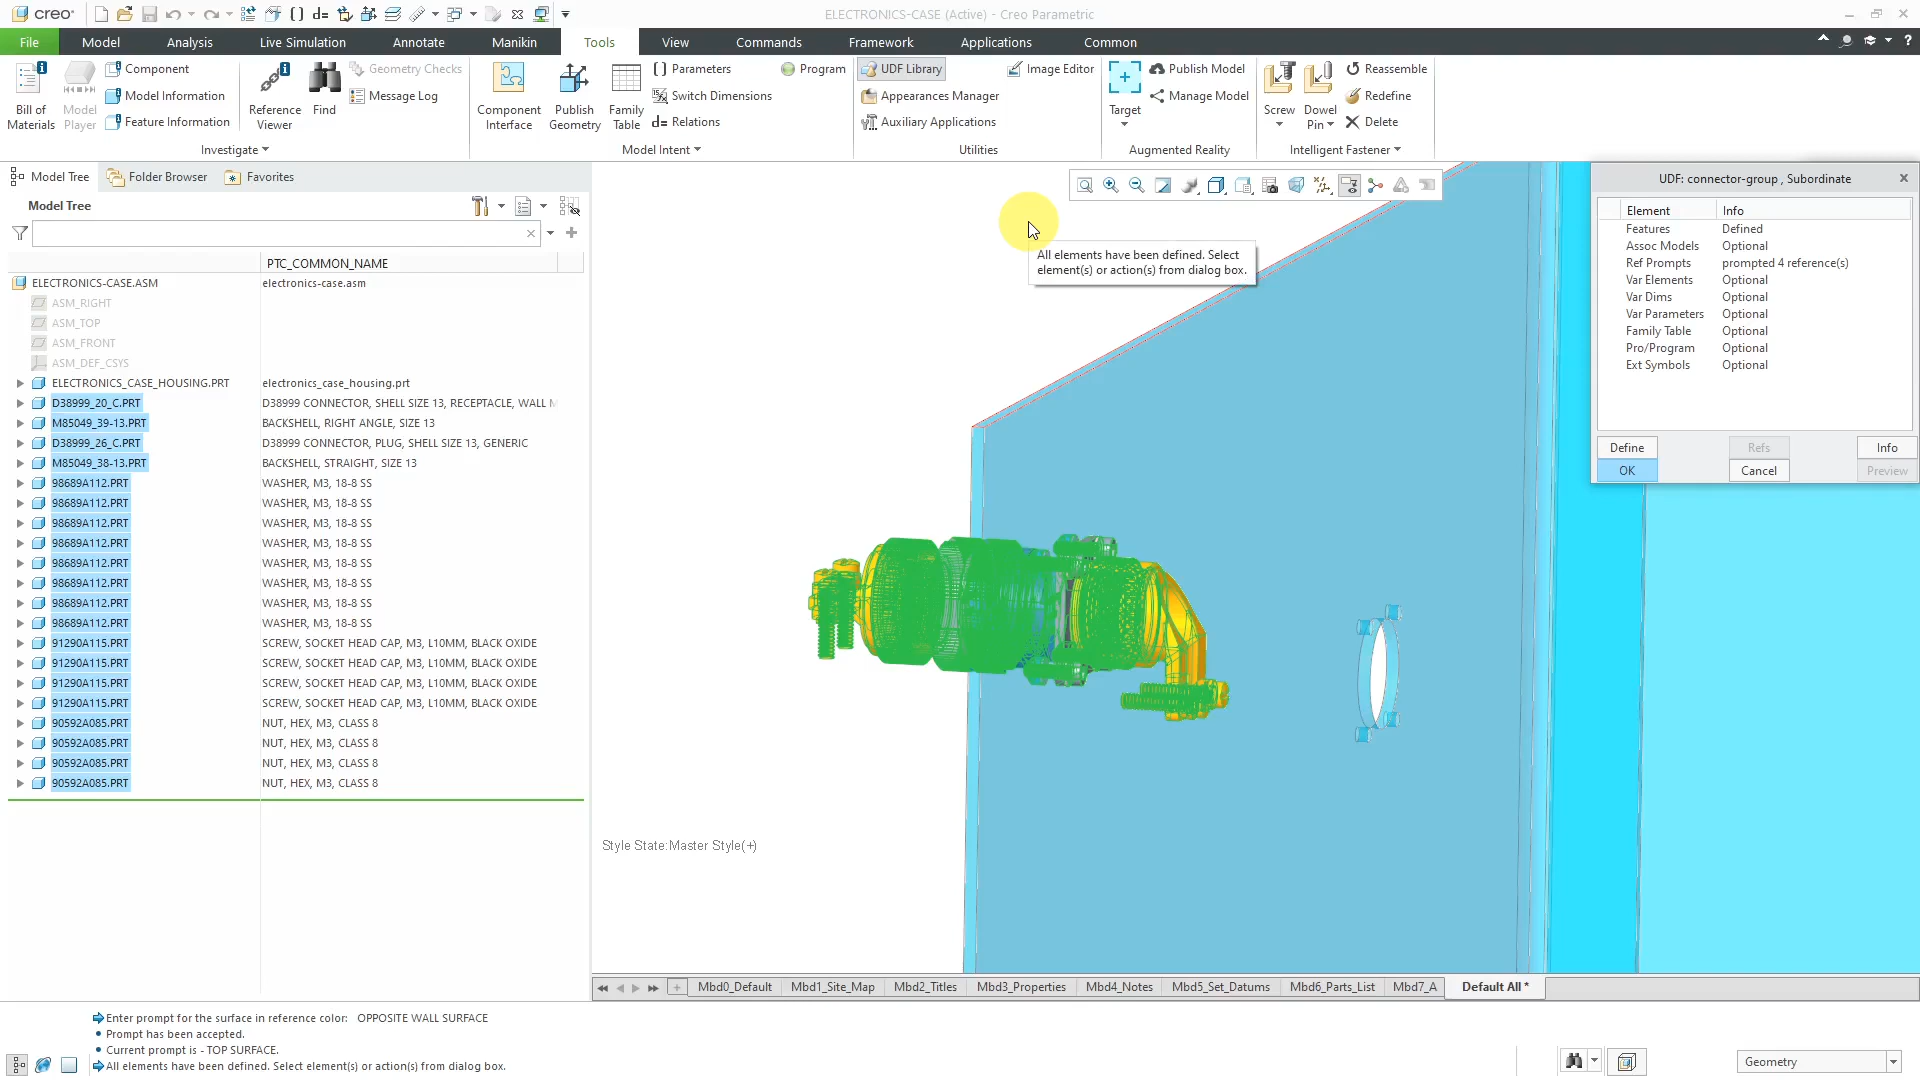 creo
ELECTRONICS-CASE (Active) - Creo Parametric
File Model Analysis Live Simulation Annotate Manikin Tools View Commands Framework Applications Common
Bill of Materials
Model Player
Component
Model Information
Feature Information
Reference Viewer
Find
Geometry Checks
Message Log
Investigate
Component Interface
Publish Geometry
Family Table
Parameters
Switch Dimensions
d= Relations
Program
Model Intent
UDF Library
Appearances Manager
Auxiliary Applications
Image Editor
Utilities
Target
Publish Model
Manage Model
Augmented Reality
Screw
Dowel Pin
Reassemble
Redefine
Delete
Intelligent Fastener
Model Tree Folder Browser Favorites
Model Tree
PTC_COMMON_NAME
ELECTRONICS-CASE.ASM electronics-case.asm
ASM_RIGHT
ASM_TOP
ASM_FRONT
ASM_DEF_CSYS
ELECTRONICS_CASE_HOUSING.PRT electronics_case_housing.prt
D38999_20_C.PRT D38999 CONNECTOR, SHELL SIZE 13, RECEPTACLE, WALL M
M85049_39-13.PRT BACKSHELL, RIGHT ANGLE, SIZE 13
D38999_26_C.PRT D38999 CONNECTOR, PLUG, SHELL SIZE 13, GENERIC
M85049_38-13.PRT BACKSHELL, STRAIGHT, SIZE 13
98689A112.PRT WASHER, M3, 18-8 SS
98689A112.PRT WASHER, M3, 18-8 SS
98689A112.PRT WASHER, M3, 18-8 SS
98689A112.PRT WASHER, M3, 18-8 SS
98689A112.PRT WASHER, M3, 18-8 SS
98689A112.PRT WASHER, M3, 18-8 SS
98689A112.PRT WASHER, M3, 18-8 SS
98689A112.PRT WASHER, M3, 18-8 SS
91290A115.PRT SCREW, SOCKET HEAD CAP, M3, L10MM, BLACK OXIDE
91290A115.PRT SCREW, SOCKET HEAD CAP, M3, L10MM, BLACK OXIDE
91290A115.PRT SCREW, SOCKET HEAD CAP, M3, L10MM, BLACK OXIDE
91290A115.PRT SCREW, SOCKET HEAD CAP, M3, L10MM, BLACK OXIDE
90592A085.PRT NUT, HEX, M3, CLASS 8
90592A085.PRT NUT, HEX, M3, CLASS 8
90592A085.PRT NUT, HEX, M3, CLASS 8
90592A085.PRT NUT, HEX, M3, CLASS 8
All elements have been defined. Select
element(s) or action(s) from dialog box.
UDF: connector-group , Subordinate
Element Info
Features Defined
Assoc Models Optional
Ref Prompts prompted 4 reference(s)
Var Elements Optional
Var Dims Optional
Var Parameters Optional
Family Table Optional
Pro/Program Optional
Ext Symbols Optional
Define Refs Info
OK Cancel Preview
Style State:Master Style(+)
Mbd0_Default Mbd1_Site_Map Mbd2_Titles Mbd3_Properties Mbd4_Notes Mbd5_Set_Datums Mbd6_Parts_List Mbd7_A Default All *
Enter prompt for the surface in reference color: OPPOSITE WALL SURFACE
• Prompt has been accepted.
• Current prompt is - TOP SURFACE.
All elements have been defined. Select element(s) or action(s) from dialog box.
Geometry